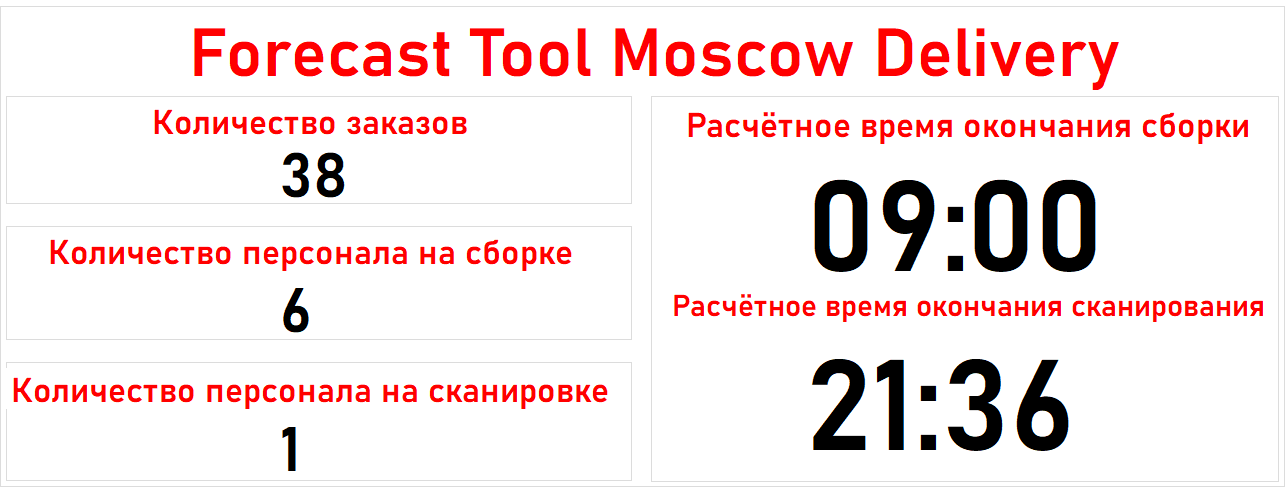 Forecast Tool Moscow Delivery
Количество заказов
38
Количество персонала на сборке
6
Количество персонала на сканировке
1
Расчётное время окончания сборки
09:00
Расчётное время окончания сканирования
21:36